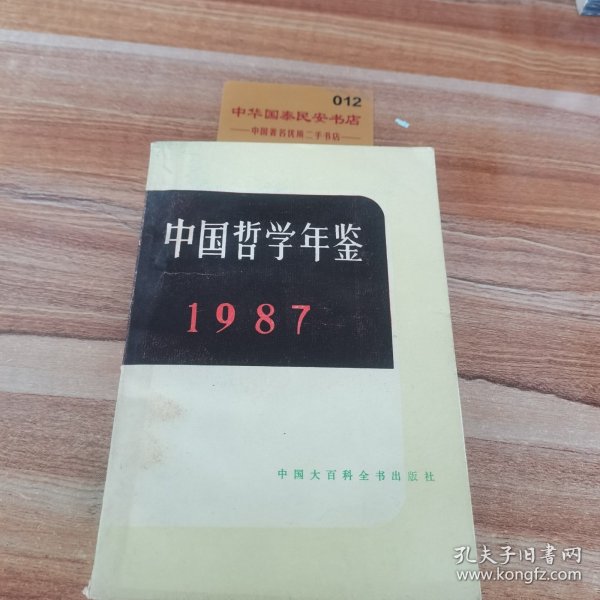 012
中华国泰民安书店
中国著名优质二手书店
中国哲学年鉴
1987
中国大百科全书出版社
孔夫子旧书网
www.kongfz.com